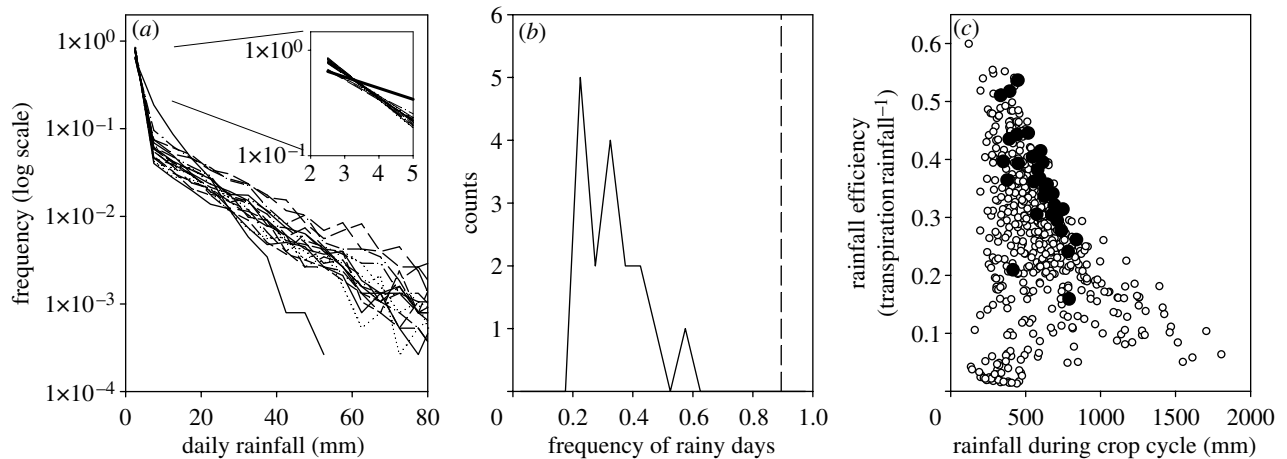 (a)
1×10⁰
1×10⁻¹
1×10⁻²
1×10⁻³
1×10⁻⁴
frequency (log scale)
0 20 40 60 80
daily rainfall (mm)
1×10⁰
1×10⁻¹
2 3 4 5
(b)
6
5
4
3
2
1
counts
0 0.2 0.4 0.6 0.8 1.0
frequency of rainy days
(c)
0.6
0.5
0.4
0.3
0.2
0.1
rainfall efficiency
(transpiration rainfall⁻¹)
0 500 1000 1500 2000
rainfall during crop cycle (mm)